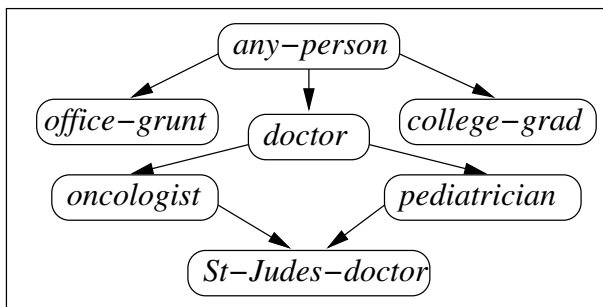 any−person
office−grunt
doctor
college−grad
oncologist
pediatrician
St−Judes−doctor